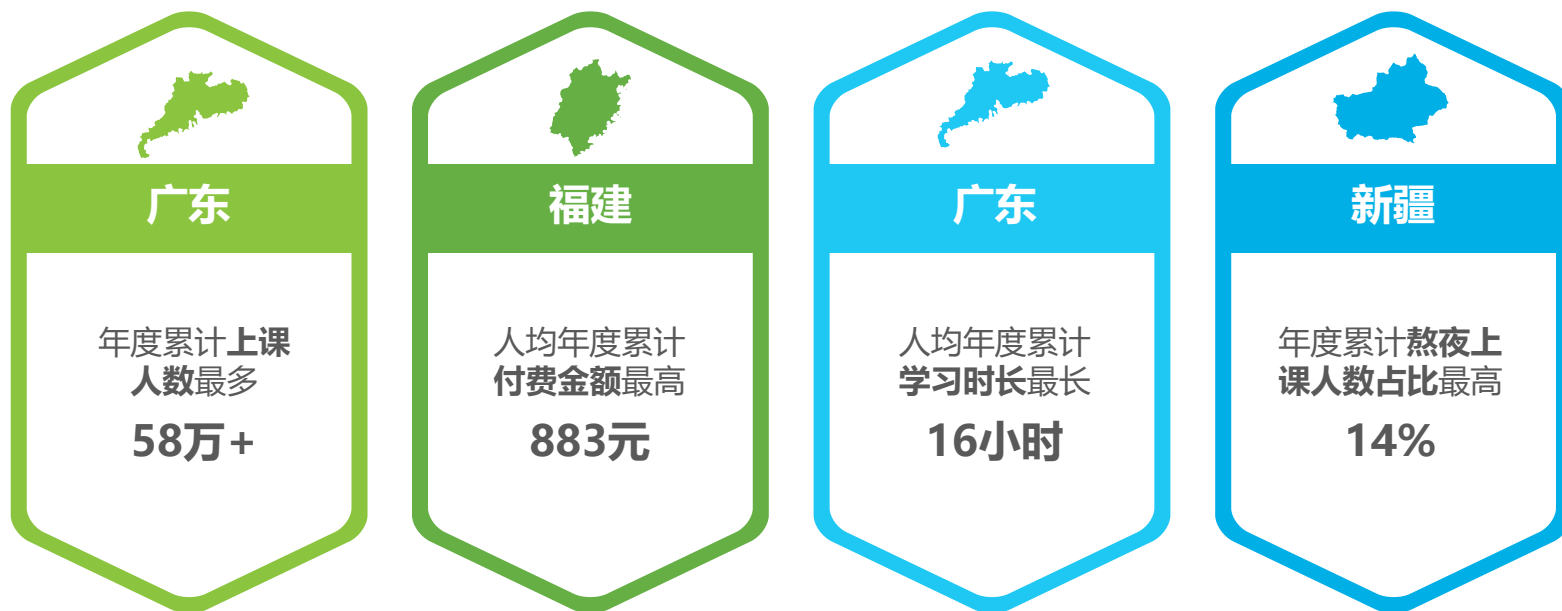 广东
年度累计上课
人数最多
58万+
福建
人均年度累计
付费金额最高
883元
广东
人均年度累计
学习时长最长
16小时
新疆
年度累计熬夜上
课人数占比最高
14%